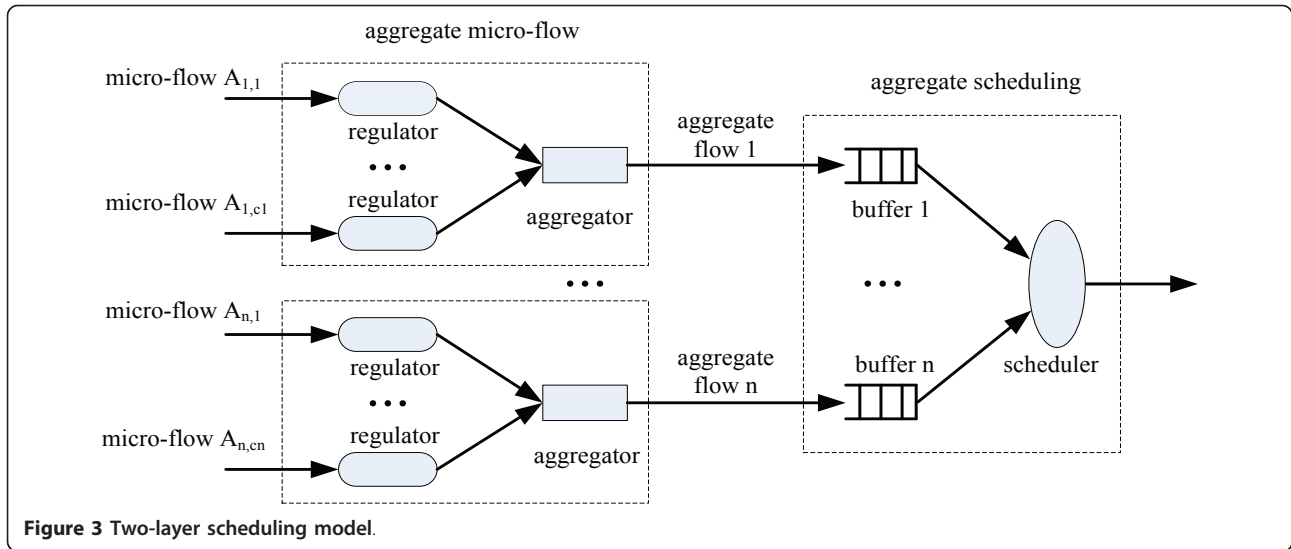 aggregate micro-flow
micro-flow A1,1
regulator
micro-flow A1,c1
regulator
aggregator
aggregate
flow 1
aggregate scheduling
buffer 1
micro-flow An,1
regulator
micro-flow An,cn
regulator
aggregator
aggregate
flow n
buffer n
scheduler
Figure 3 Two-layer scheduling model.